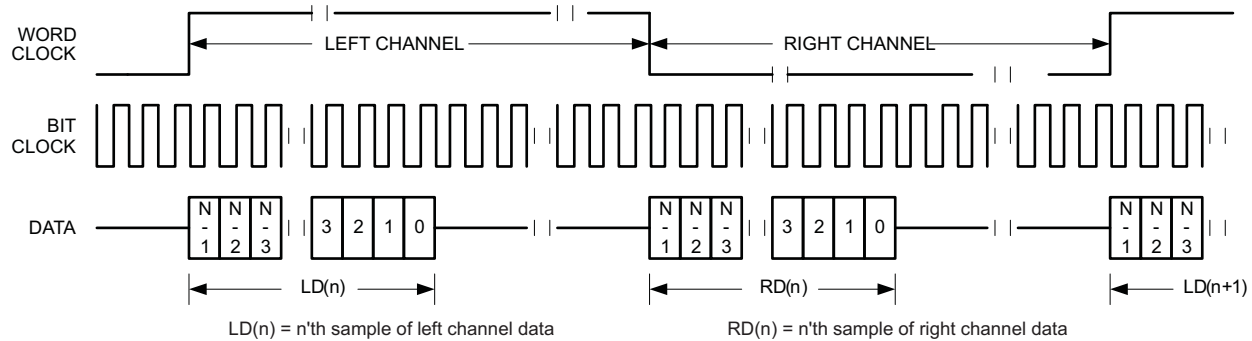 WORD
CLOCK
LEFT CHANNEL
RIGHT CHANNEL
BIT
CLOCK
DATA
N-1 N-2 N-3 3 2 1 0 N-1 N-2 N-3 3 2 1 0 N-1 N-2 N-3
LD(n) RD(n) LD(n+1)
LD(n) = n'th sample of left channel data
RD(n) = n'th sample of right channel data